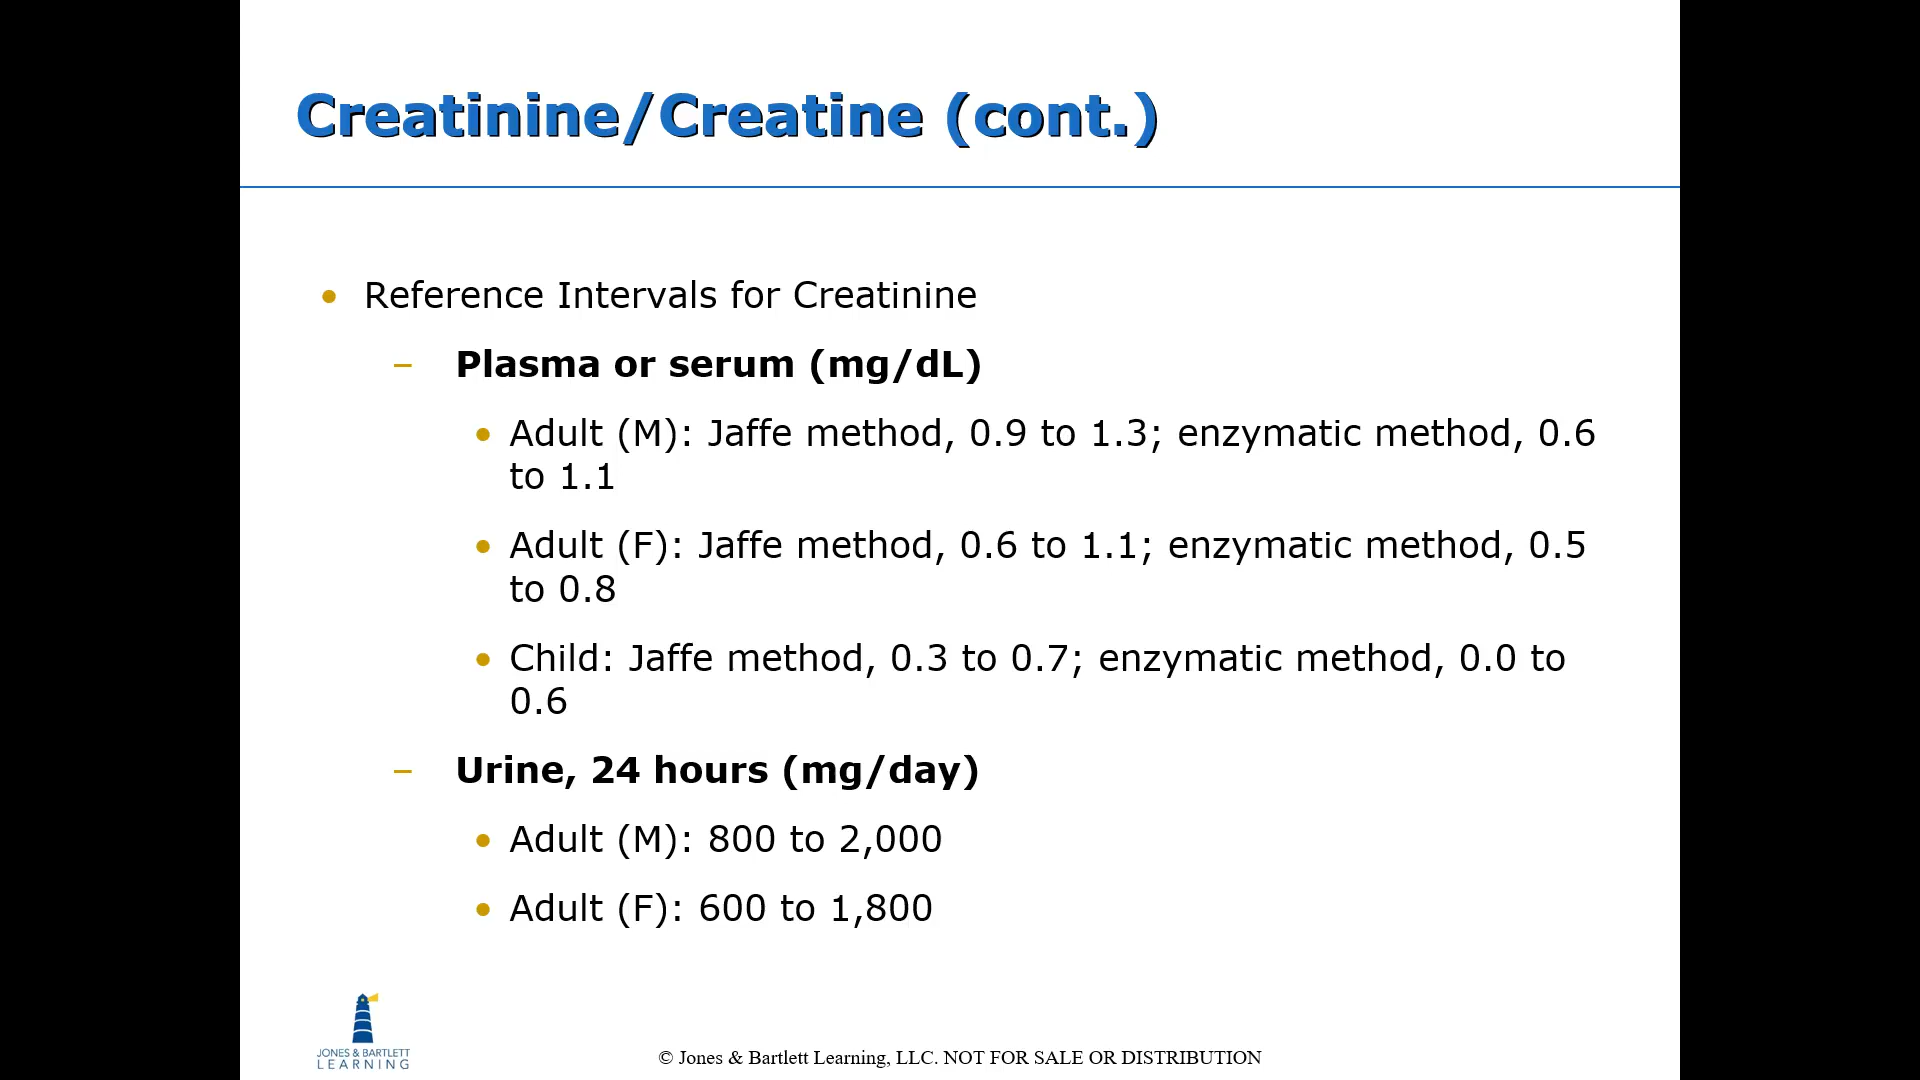 Creatinine/Creatine (cont.)
• Reference Intervals for Creatinine
– Plasma or serum (mg/dL)
• Adult (M): Jaffe method, 0.9 to 1.3; enzymatic method, 0.6
to 1.1
• Adult (F): Jaffe method, 0.6 to 1.1; enzymatic method, 0.5
to 0.8
• Child: Jaffe method, 0.3 to 0.7; enzymatic method, 0.0 to
0.6
– Urine, 24 hours (mg/day)
• Adult (M): 800 to 2,000
• Adult (F): 600 to 1,800
JONES & BARTLETT
LEARNING
© Jones & Bartlett Learning, LLC. NOT FOR SALE OR DISTRIBUTION